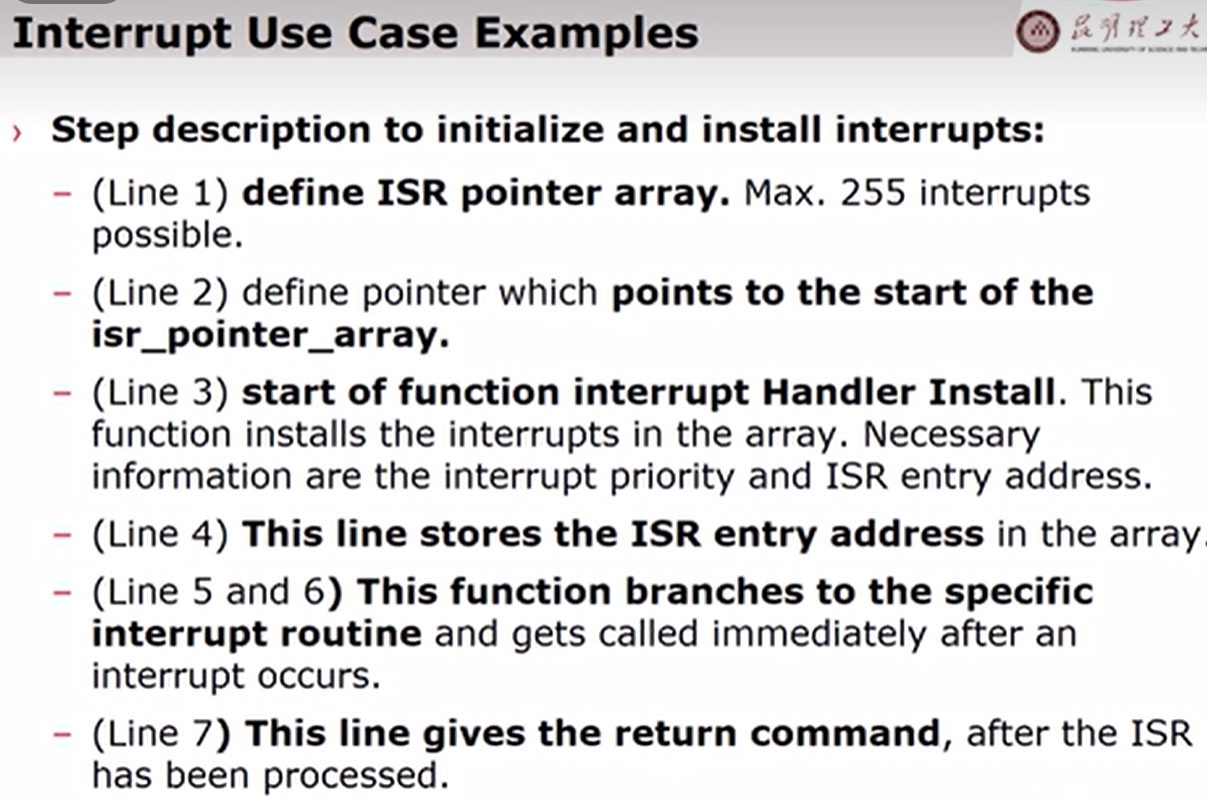 Interrupt Use Case Examples
昆明理工大
› Step description to initialize and install interrupts:
– (Line 1) define ISR pointer array. Max. 255 interrupts
possible.
– (Line 2) define pointer which points to the start of the
isr_pointer_array.
– (Line 3) start of function interrupt Handler Install. This
function installs the interrupts in the array. Necessary
information are the interrupt priority and ISR entry address.
– (Line 4) This line stores the ISR entry address in the array.
– (Line 5 and 6) This function branches to the specific
interrupt routine and gets called immediately after an
interrupt occurs.
– (Line 7) This line gives the return command, after the ISR
has been processed.